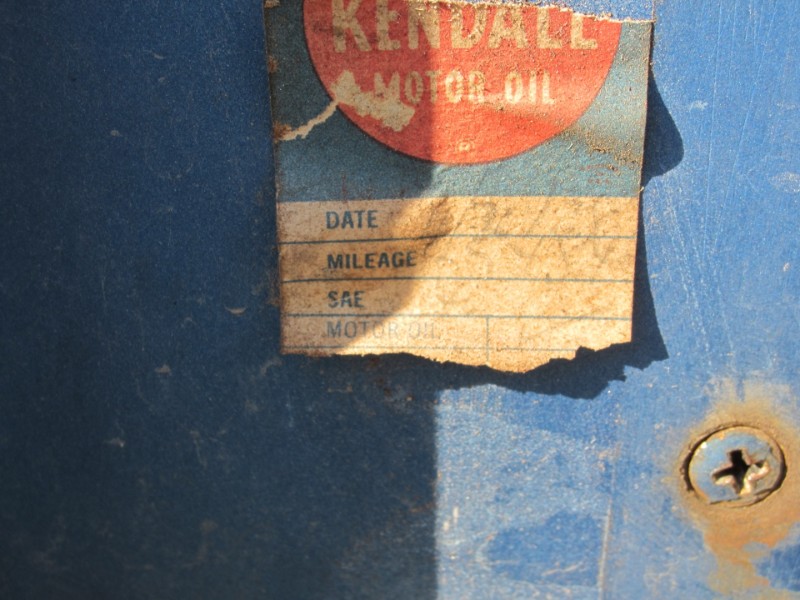 KENDALL
MOTOR OIL
R
DATE
MILEAGE
SAE
MOTOR OIL